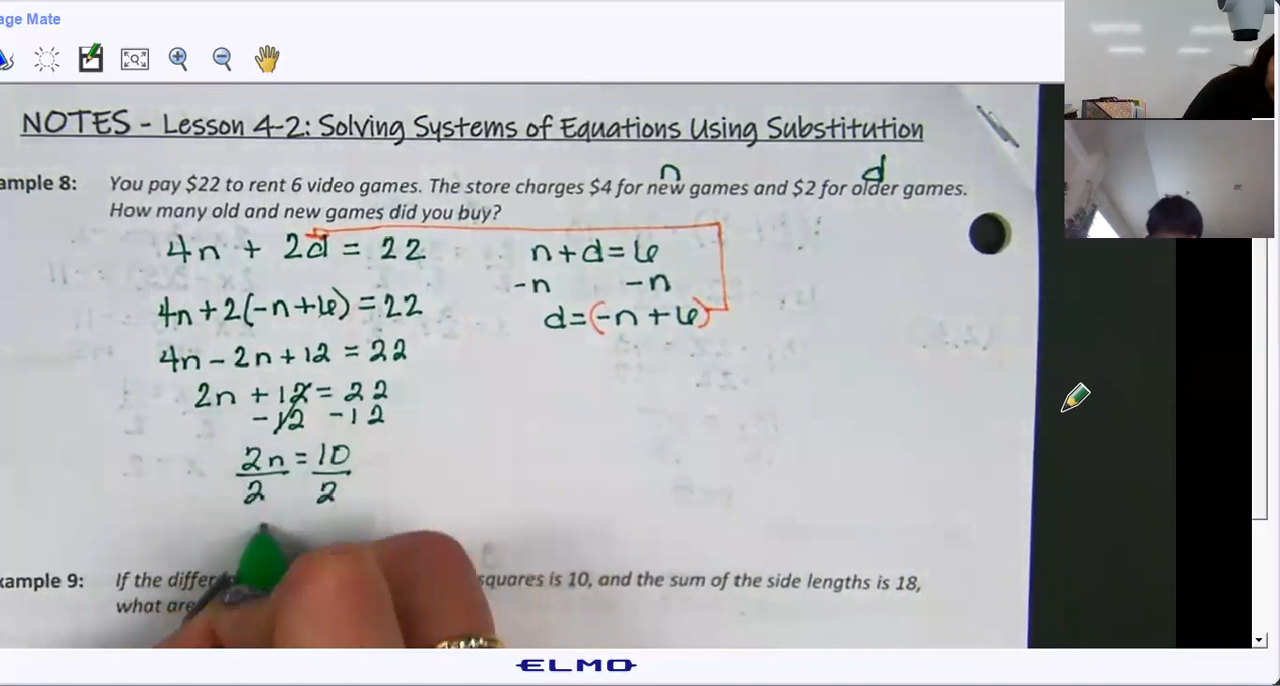 age Mate
NOTES - Lesson 4-2: Solving Systems of Equations Using Substitution
n d
ample 8: You pay $22 to rent 6 video games. The store charges $4 for new games and $2 for older games.
How many old and new games did you buy?
4n + 2d = 22 n + d = 6
-n -n
4n + 2(-n + 6) = 22 d = (-n + 6)
4n - 2n + 12 = 22
2n + 12 = 22
-12 -12
2n = 10
2 2
xample 9: If the differ squares is 10, and the sum of the side lengths is 18,
what are
ELMO